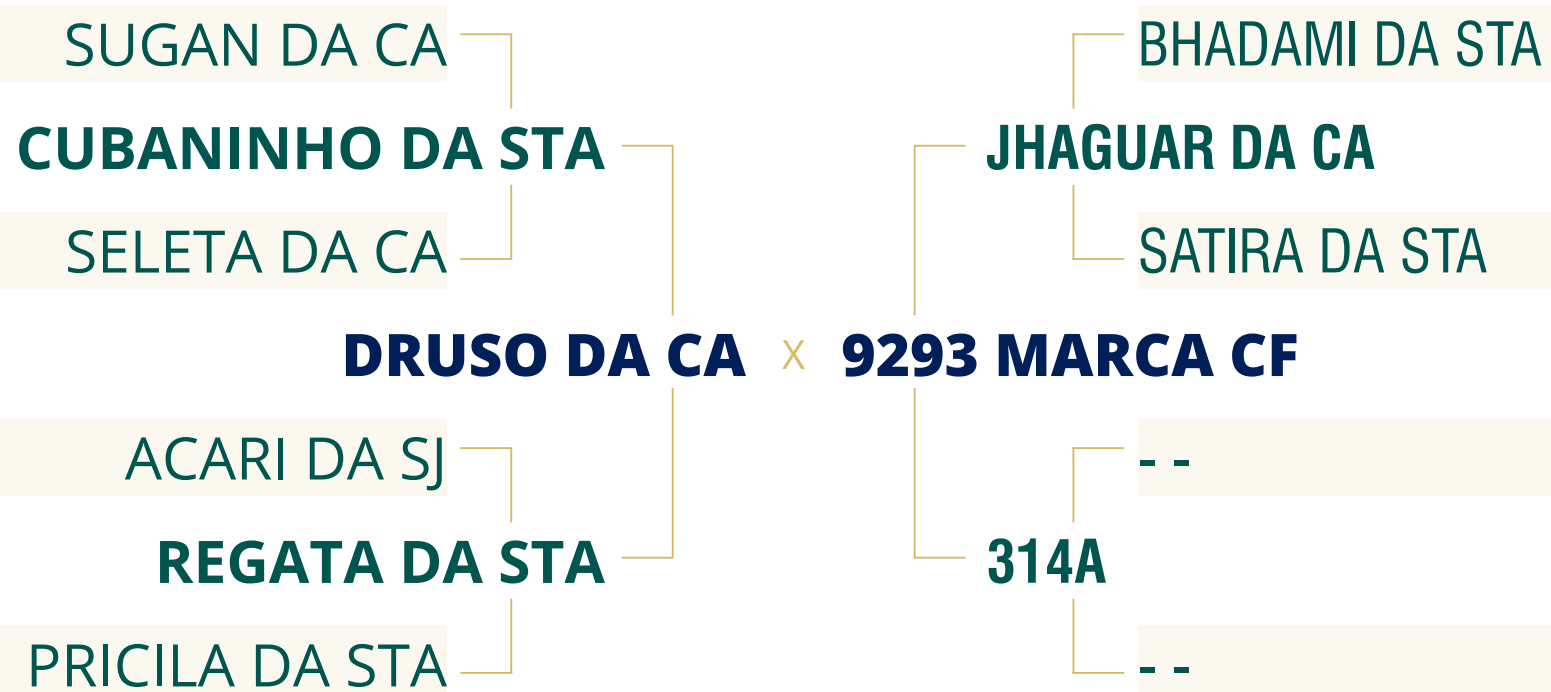 SUGAN DA CA
BHADAMI DA STA
CUBANINHO DA STA
JHAGUAR DA CA
SELETA DA CA
SATIRA DA STA
DRUSO DA CA X 9293 MARCA CF
ACARI DA SJ
- -
REGATA DA STA
314A
PRICILA DA STA
- -